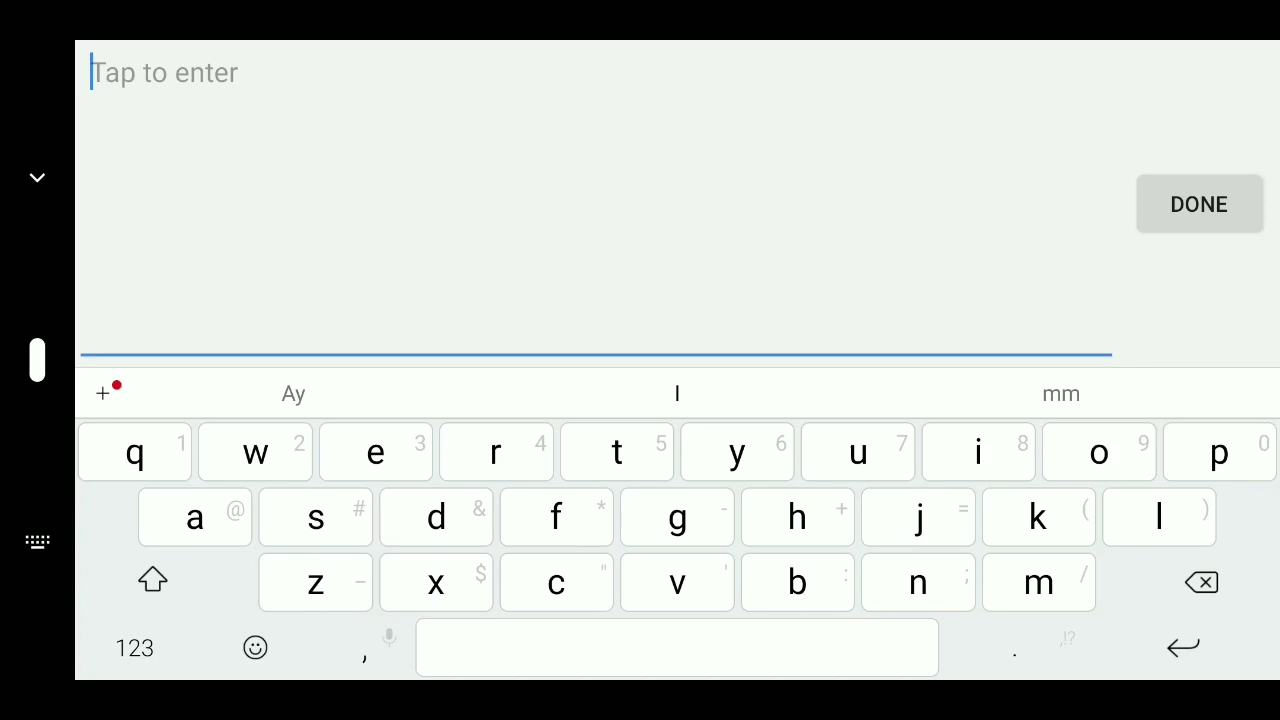 Tap to enter
DONE
Ay I mm
q 1 w 2 e 3 r 4 t 5 y 6 u 7 i 8 o 9 p 0
a @ s # d & f * g - h + j = k ( l )
z _ x $ c " v ' b : n ; m /
123 , . ,!?